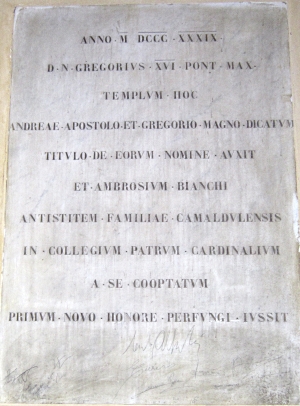 ANNO · M DCCC · XXXIX ·
D · N · GREGORIVS · XVI · PONT · MAX ·
TEMPLVM · HOC
ANDREAE · APOSTOLO · ET · GREGORIO · MAGNO · DICATVM
TITVLO · DE · EORVM · NOMINE · AVXIT
ET · AMBROSIVM · BIANCHI
ANTISTITEM · FAMILIAE · CAMALDVLENSIS
IN · COLLEGIVM · PATRVM · CARDINALIVM
A · SE · COOPTATVM
PRIMVM · NOVO · HONORE · PERFVNGI · IVSSIT